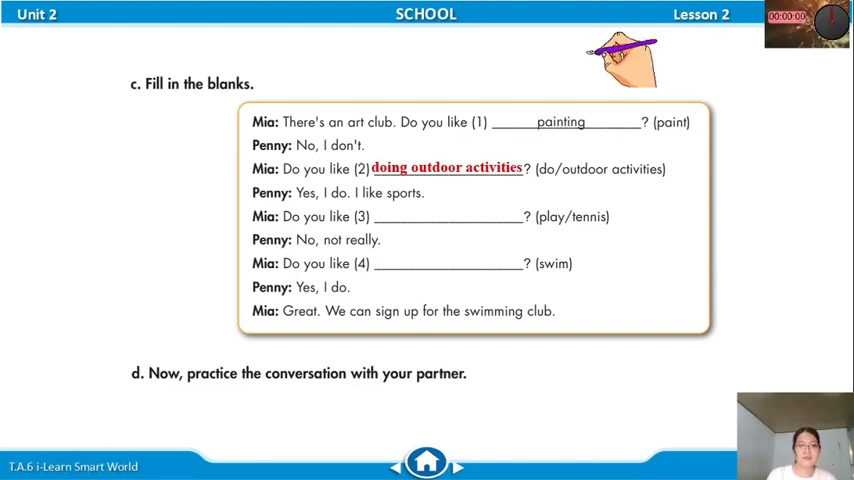 Unit 2
SCHOOL
Lesson 2
00:00:00
c. Fill in the blanks.
Mia: There's an art club. Do you like (1) ____painting____? (paint)
Penny: No, I don't.
Mia: Do you like (2) doing outdoor activities? (do/outdoor activities)
Penny: Yes, I do. I like sports.
Mia: Do you like (3) ____________________? (play/tennis)
Penny: No, not really.
Mia: Do you like (4) ____________________? (swim)
Penny: Yes, I do.
Mia: Great. We can sign up for the swimming club.
d. Now, practice the conversation with your partner.
T.A.6 i-Learn Smart World